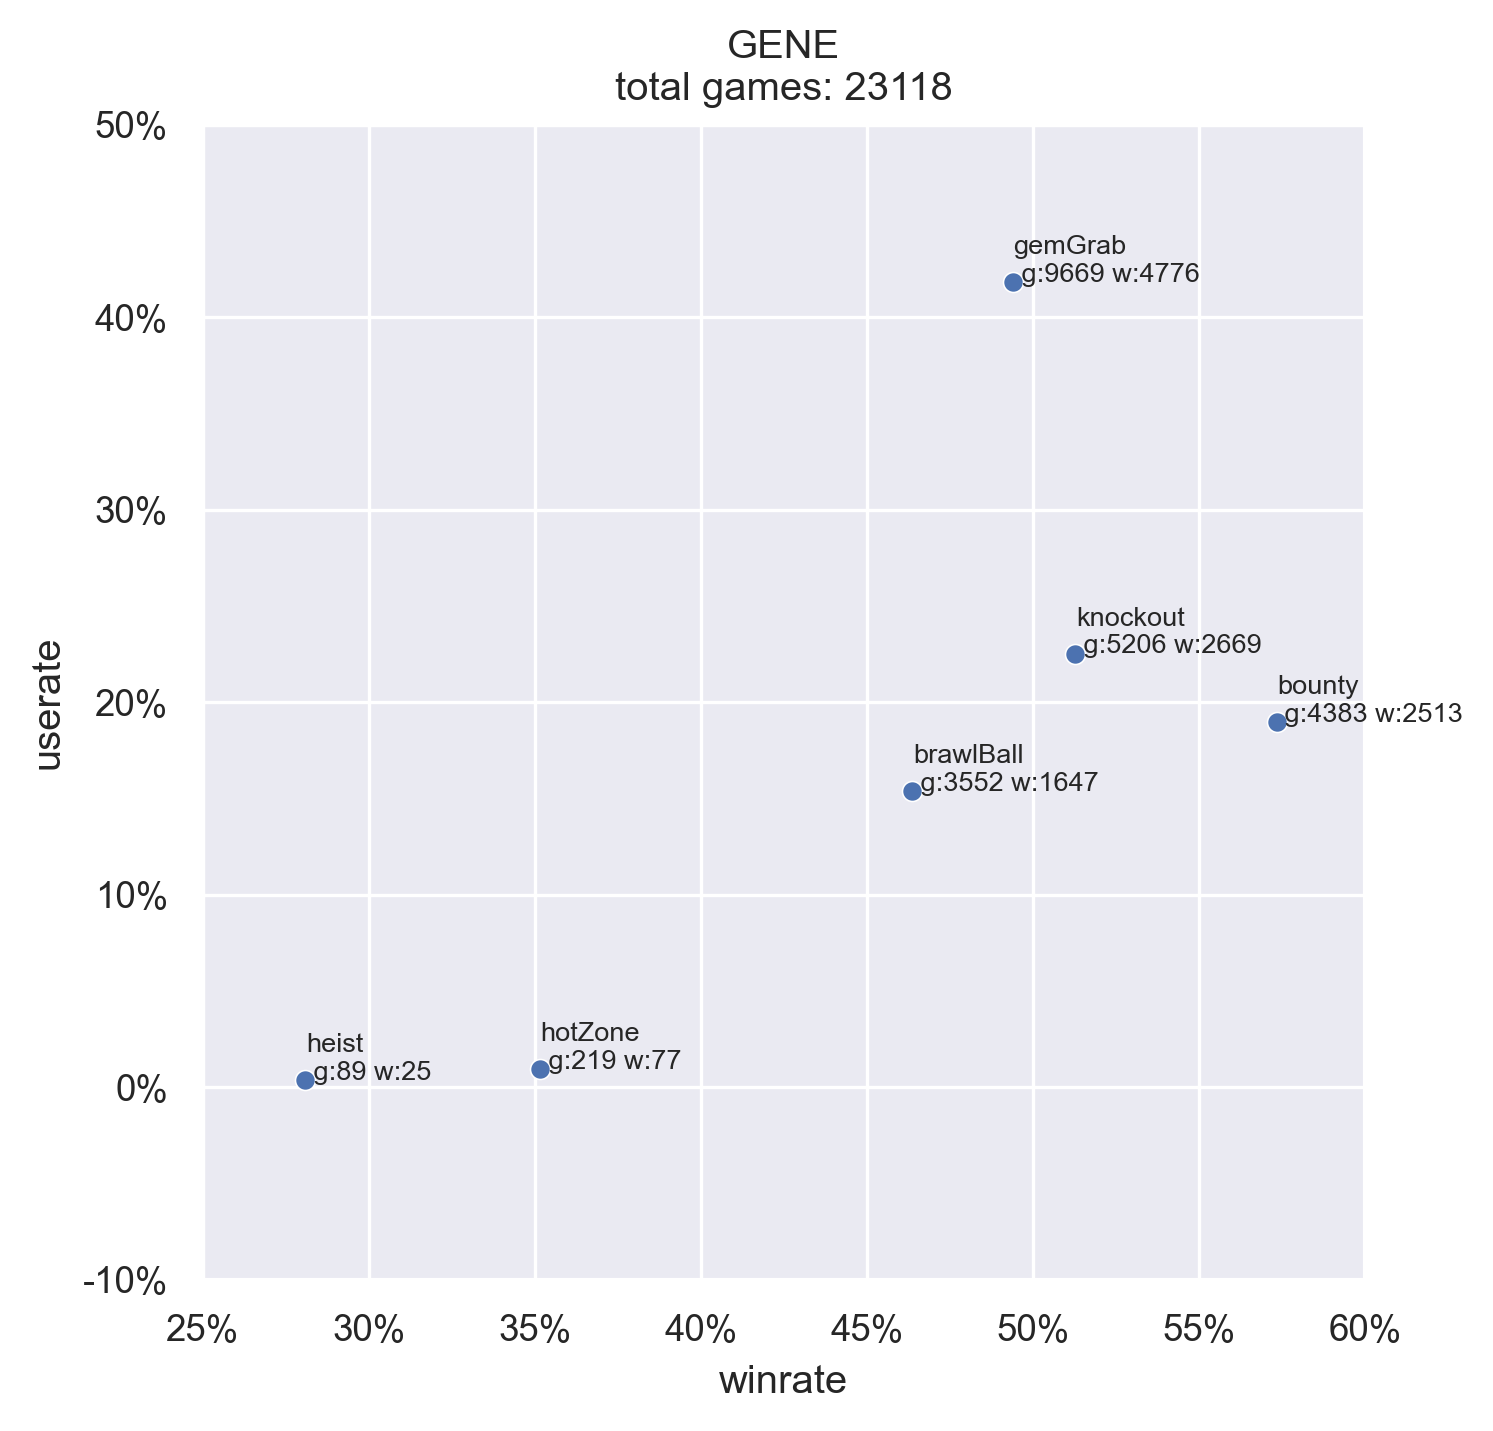 GENE
total games: 23118
50%
40%
30%
20%
10%
0%
-10%
userate
gemGrab
g:9669 w:4776
knockout
g:5206 w:2669
bounty
g:4383 w:2513
brawlBall
g:3552 w:1647
hotZone
g:219 w:77
heist
g:89 w:25
25% 30% 35% 40% 45% 50% 55% 60%
winrate